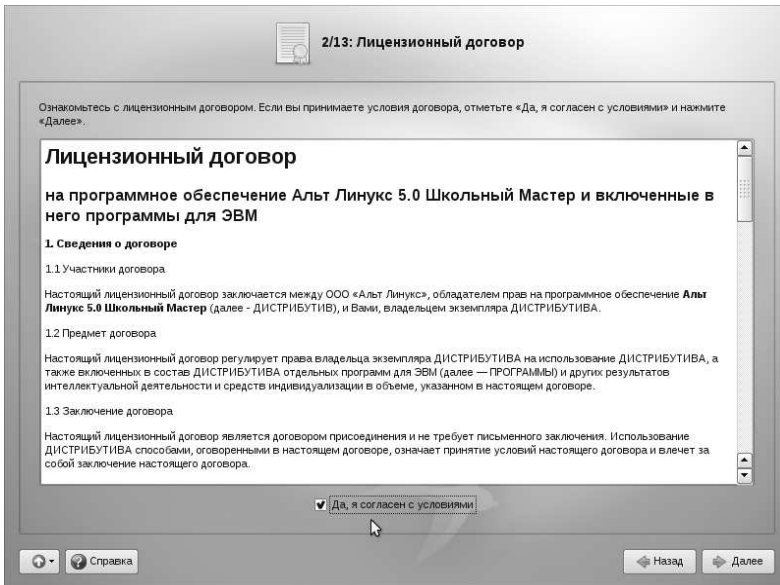 2/13: Лицензионный договор
Ознакомьтесь с лицензионным договором. Если вы принимаете условия договора, отметьте «Да, я согласен с условиями» и нажмите
«Далее».
Лицензионный договор
на программное обеспечение Альт Линукс 5.0 Школьный Мастер и включенные в
него программы для ЭВМ
1. Сведения о договоре
1.1 Участники договора
Настоящий лицензионный договор заключается между ООО «Альт Линукс», обладателем прав на программное обеспечение Альт
Линукс 5.0 Школьный Мастер (далее - ДИСТРИБУТИВ), и Вами, владельцем экземпляра ДИСТРИБУТИВА.
1.2 Предмет договора
Настоящий лицензионный договор регулирует права владельца экземпляра ДИСТРИБУТИВА на использование ДИСТРИБУТИВА, а
также включенных в состав ДИСТРИБУТИВА отдельных программ для ЭВМ (далее — ПРОГРАММЫ) и других результатов
интеллектуальной деятельности и средств индивидуализации в объеме, указанном в настоящем договоре.
1.3 Заключение договора
Настоящий лицензионный договор является договором присоединения и не требует письменного заключения. Использование
ДИСТРИБУТИВА способами, оговоренными в настоящем договоре, означает принятие условий настоящего договора и влечет за
собой заключение настоящего договора.
Да, я согласен с условиями
Справка
Назад
Далее